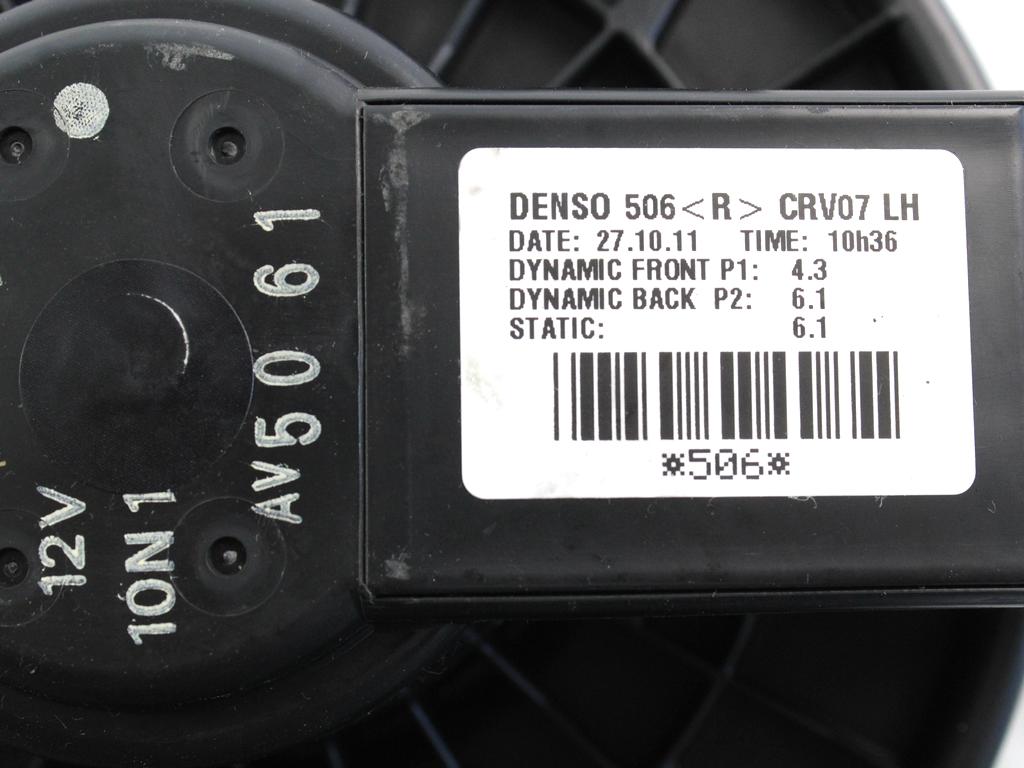 DENSO 506<R> CRV07 LH
DATE: 27.10.11 TIME: 10h36
DYNAMIC FRONT P1: 4.3
DYNAMIC BACK P2: 6.1
STATIC: 6.1
*506*
AV50 61
12V
10N1